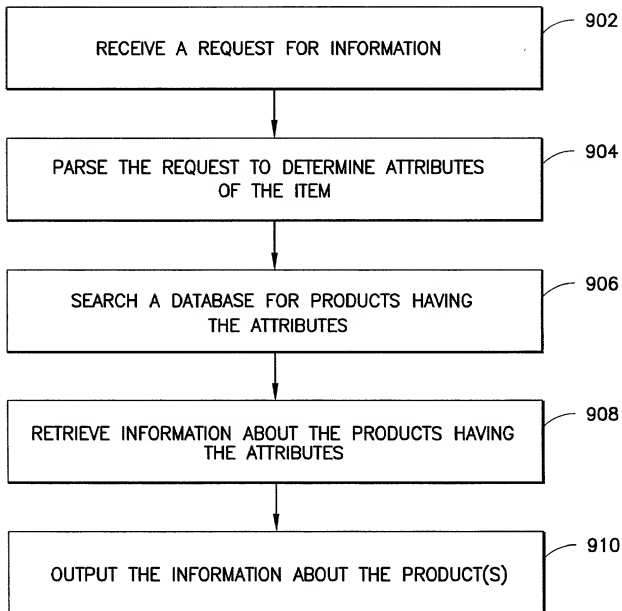 902
RECEIVE A REQUEST FOR INFORMATION
904
PARSE THE REQUEST TO DETERMINE ATTRIBUTES
OF THE ITEM
906
SEARCH A DATABASE FOR PRODUCTS HAVING
THE ATTRIBUTES
908
RETRIEVE INFORMATION ABOUT THE PRODUCTS HAVING
THE ATTRIBUTES
910
OUTPUT THE INFORMATION ABOUT THE PRODUCT(S)